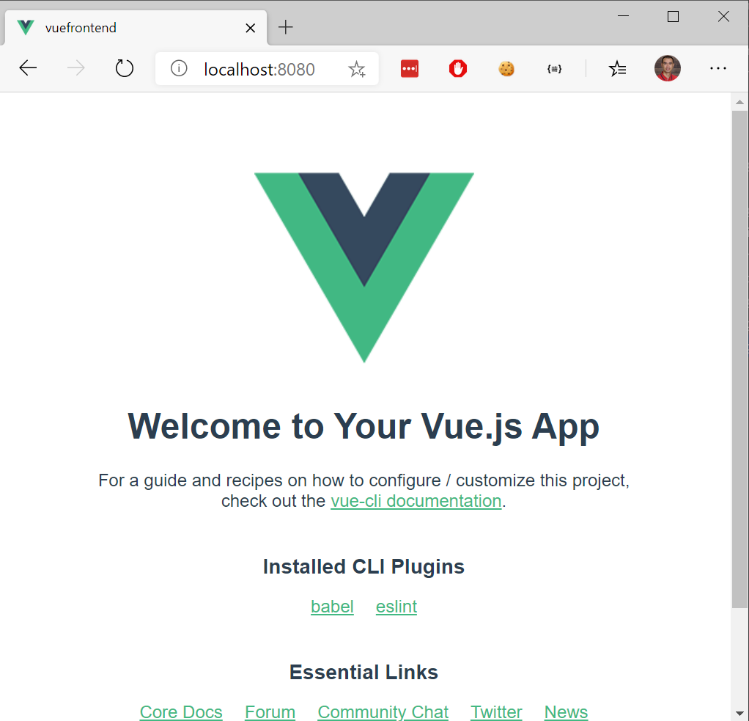 vuefrontend
localhost:8080
Welcome to Your Vue.js App
For a guide and recipes on how to configure / customize this project,
check out the vue-cli documentation.
Installed CLI Plugins
babel eslint
Essential Links
Core Docs Forum Community Chat Twitter News